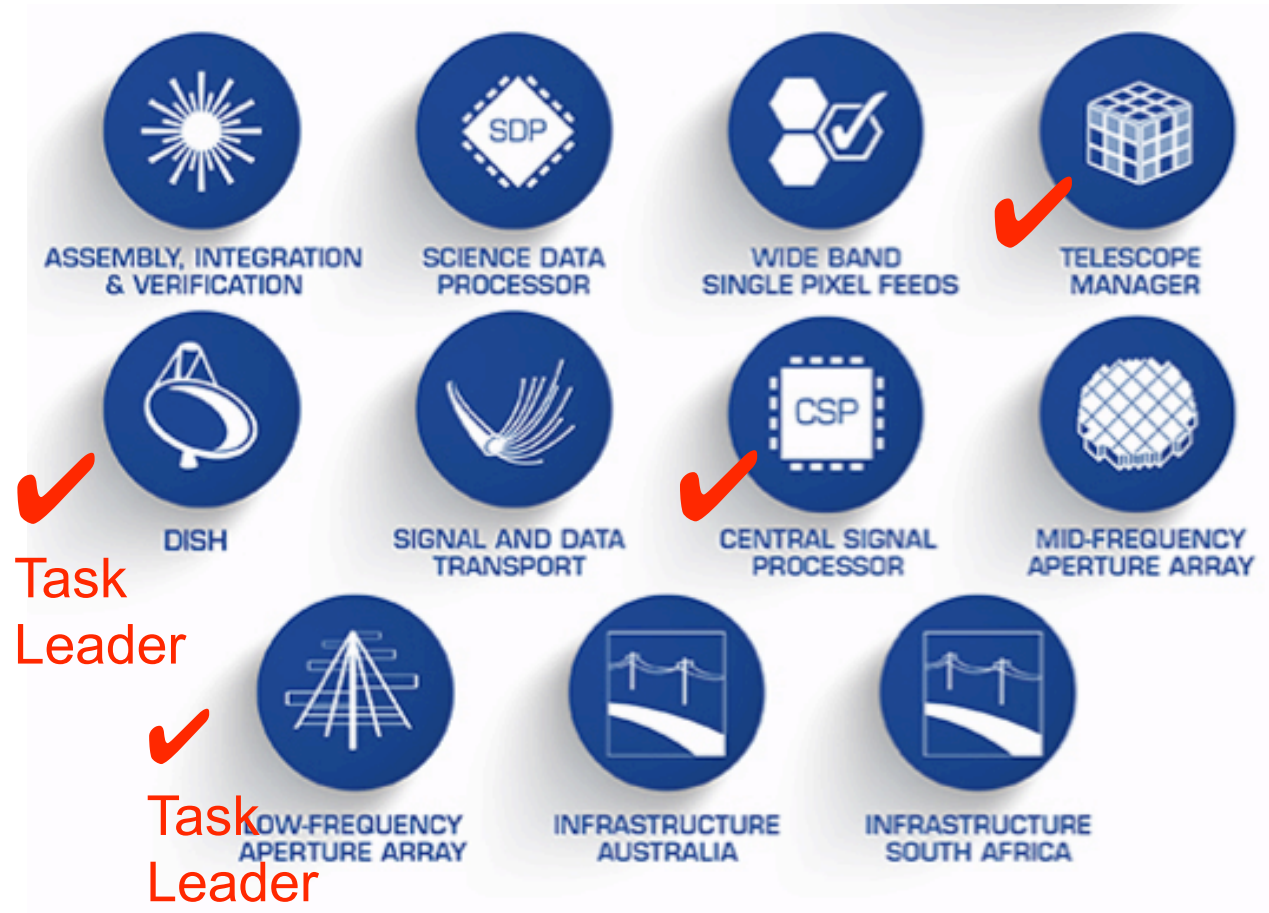 SDP
ASSEMBLY, INTEGRATION
& VERIFICATION
SCIENCE DATA
PROCESSOR
WIDE BAND
SINGLE PIXEL FEEDS
TELESCOPE
MANAGER
DISH
Task
Leader
SIGNAL AND DATA
TRANSPORT
CSP
CENTRAL SIGNAL
PROCESSOR
MID-FREQUENCY
APERTURE ARRAY
Task
Leader
LOW-FREQUENCY
APERTURE ARRAY
INFRASTRUCTURE
AUSTRALIA
INFRASTRUCTURE
SOUTH AFRICA